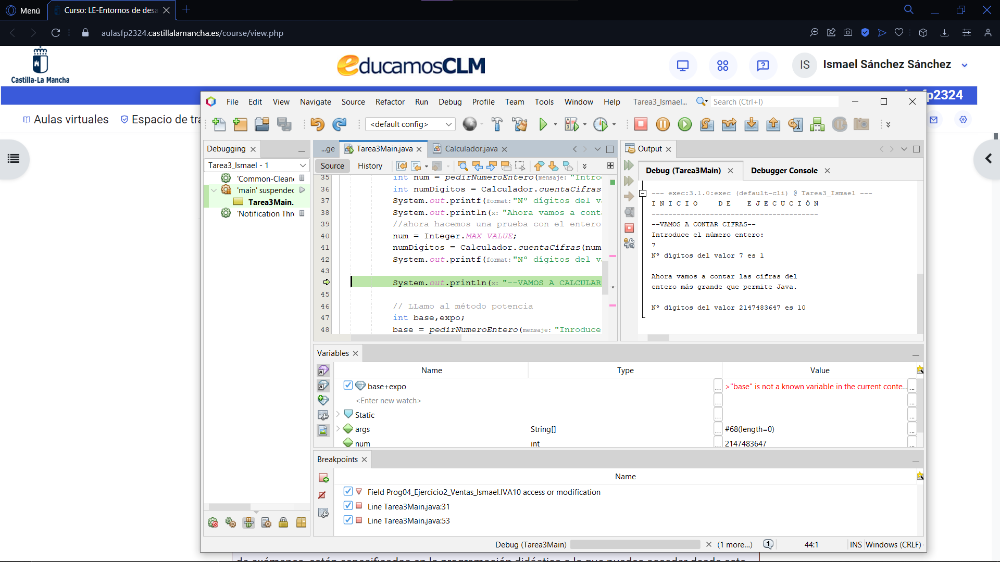 Menú
Curso: LE-Entornos de desa
aulasfp2324.castillalamancha.es/course/view.php
Castilla-La Mancha
educamosCLM
IS
Ismael Sánchez Sánchez
fp2324
Aulas virtuales
Espacio de tra
File Edit View Navigate Source Refactor Run Debug Profile Team Tools Window Help
Tarea3_Ismael...
Search (Ctrl+I)
<default config>
Debugging
Tarea3_Ismael - 1
'Common-Cleane
'main' suspended
Tarea3Main.
'Notification Thre
...ge
Tarea3Main.java
Calculador.java
Source
History
35 int num = pedirNumeroEntero(mensaje: "Intro
36 int numDigitos = Calculador.cuentaCifras
37 System.out.printf(format:"Nº dígitos del va
38 System.out.println(x: "Ahora vamos a conta
39 //ahora hacemos una prueba con el entero
40 num = Integer.MAX_VALUE;
41 numDigitos = Calculador.cuentaCifras(num
42 System.out.printf(format:"Nº dígitos del va
43
System.out.println(x: "--VAMOS A CALCULAR
45
46 // LLamo al método potencia
47 int base,expo;
48 base = pedirNumeroEntero(mensaje: "Inroduce
Output
Debug (Tarea3Main)
Debugger Console
--- exec:3.1.0:exec (default-cli) @ Tarea3_Ismael ---
I N I C I O D E E J E C U C I Ó N
----------------------------------------
--VAMOS A CONTAR CIFRAS--
Introduce el número entero:
7
Nº dígitos del valor 7 es 1
Ahora vamos a contar las cifras del
entero más grande que permite Java.
Nº dígitos del valor 2147483647 es 10
Variables
Name Type Value
base+expo >"base" is not a known variable in the current conte...
<Enter new watch>
Static
args String[] #68(length=0)
num int 2147483647
Breakpoints
Name
Field Prog04_Ejercicio2_Ventas_Ismael.IVA10 access or modification
Line Tarea3Main.java:31
Line Tarea3Main.java:53
Debug (Tarea3Main)
(1 more...)
1
44:1
INS
Windows (CRLF)